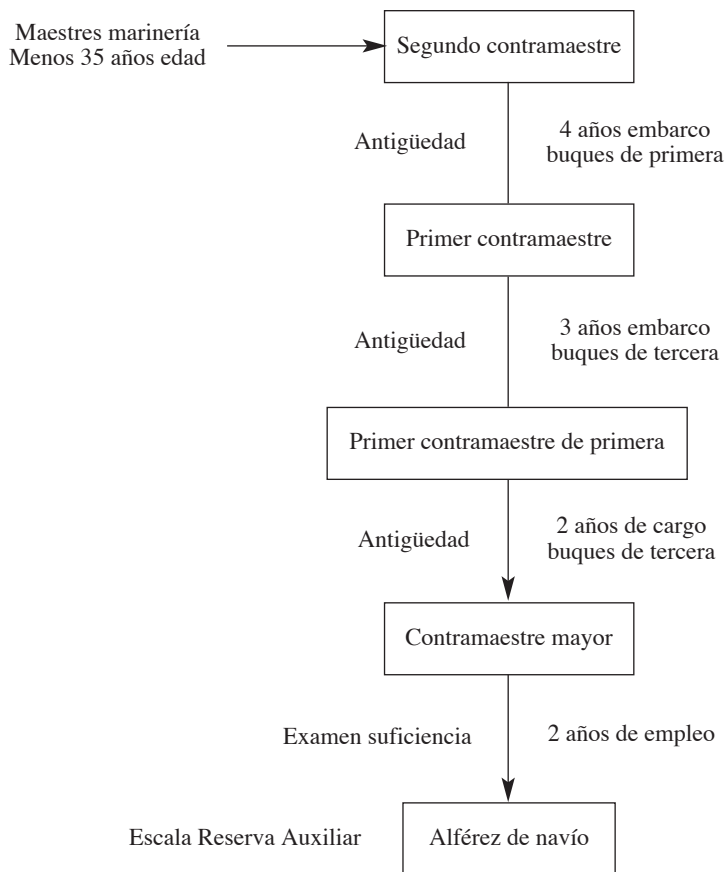 Maestres marinería
Menos 35 años edad
Segundo contramaestre
Antigüedad
4 años embarco
buques de primera
Primer contramaestre
Antigüedad
3 años embarco
buques de tercera
Primer contramaestre de primera
Antigüedad
2 años de cargo
buques de tercera
Contramaestre mayor
Examen suficiencia
2 años de empleo
Escala Reserva Auxiliar
Alférez de navío